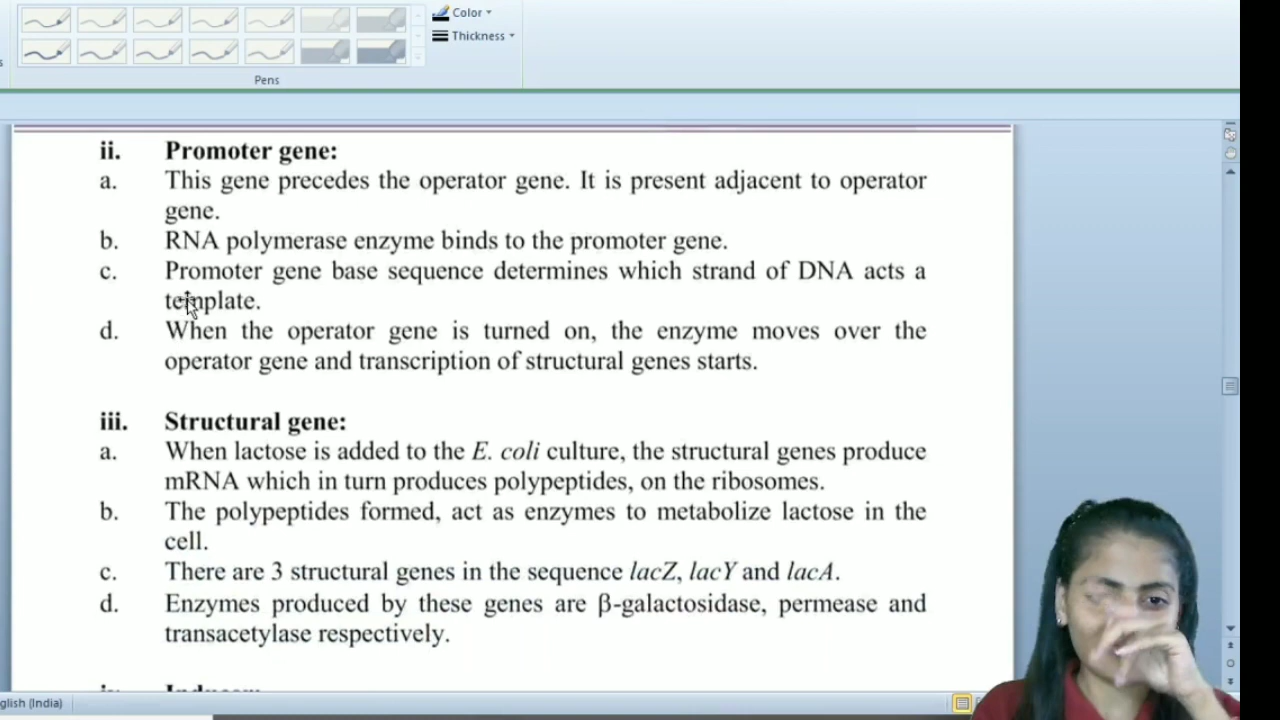 Color
Thickness
Pens
ii. Promoter gene:
a. This gene precedes the operator gene. It is present adjacent to operator
gene.
b. RNA polymerase enzyme binds to the promoter gene.
c. Promoter gene base sequence determines which strand of DNA acts a
template.
d. When the operator gene is turned on, the enzyme moves over the
operator gene and transcription of structural genes starts.
iii. Structural gene:
a. When lactose is added to the E. coli culture, the structural genes produce
mRNA which in turn produces polypeptides, on the ribosomes.
b. The polypeptides formed, act as enzymes to metabolize lactose in the
cell.
c. There are 3 structural genes in the sequence lacZ, lacY and lacA.
d. Enzymes produced by these genes are β-galactosidase, permease and
transacetylase respectively.
glish (India)